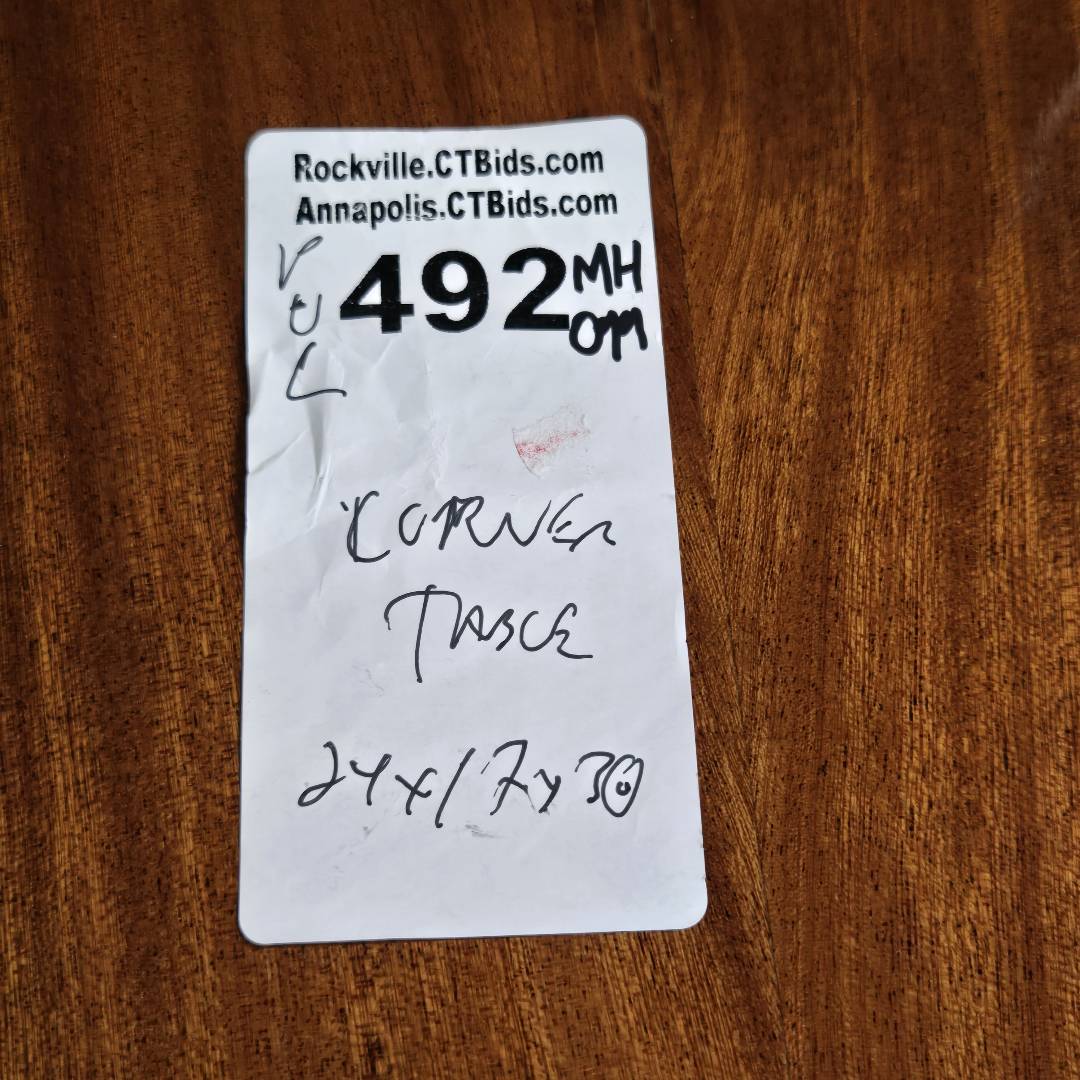 Rockville.CTBids.com
Annapolis.CTBids.com
492 MH
OM
CORNER
TABLE
24x17x30